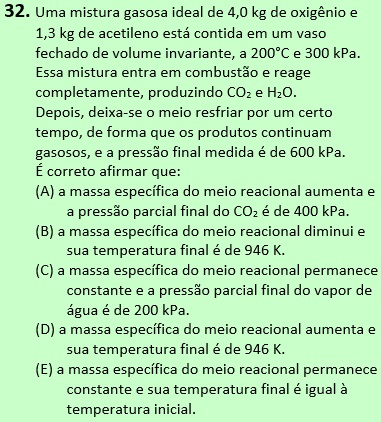 32. Uma mistura gasosa ideal de 4,0 kg de oxigênio e
1,3 kg de acetileno está contida em um vaso
fechado de volume invariante, a 200°C e 300 kPa.
Essa mistura entra em combustão e reage
completamente, produzindo CO₂ e H₂O.
Depois, deixa-se o meio resfriar por um certo
tempo, de forma que os produtos continuam
gasosos, e a pressão final medida é de 600 kPa.
É correto afirmar que:
(A) a massa específica do meio reacional aumenta e
a pressão parcial final do CO₂ é de 400 kPa.
(B) a massa específica do meio reacional diminui e
sua temperatura final é de 946 K.
(C) a massa específica do meio reacional permanece
constante e a pressão parcial final do vapor de
água é de 200 kPa.
(D) a massa específica do meio reacional aumenta e
sua temperatura final é de 946 K.
(E) a massa específica do meio reacional permanece
constante e sua temperatura final é igual à
temperatura inicial.